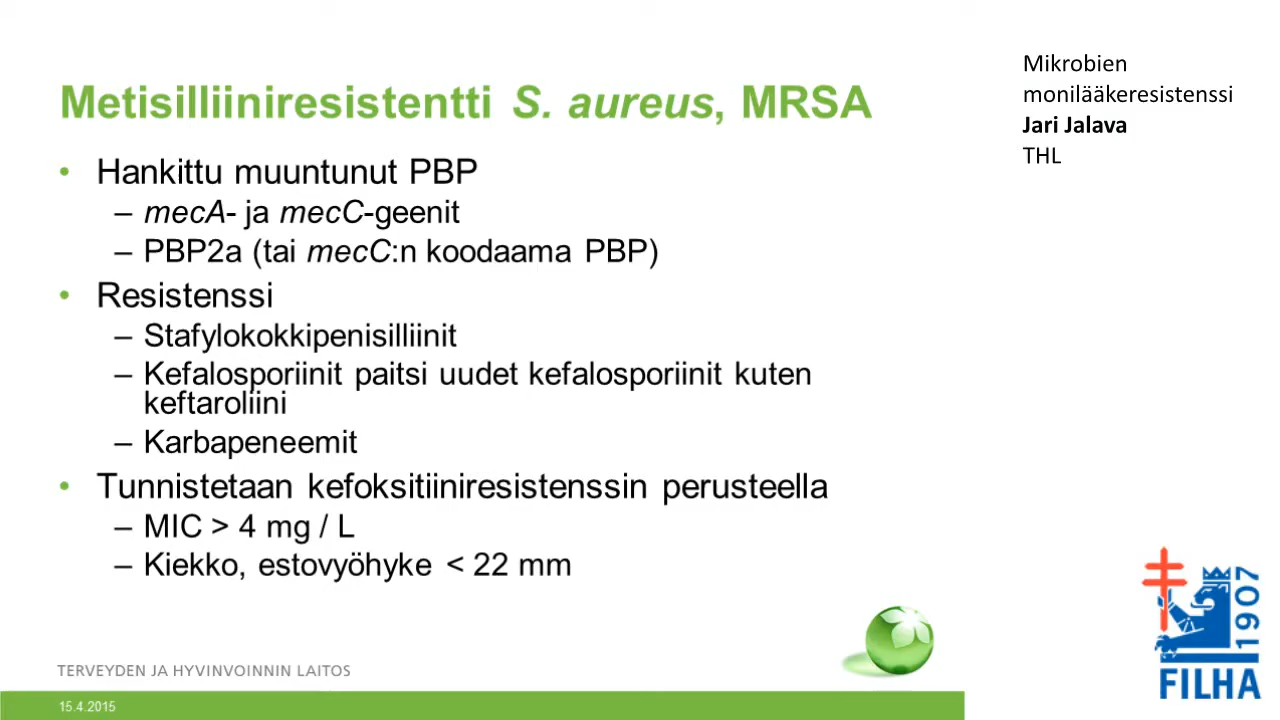 Metisilliiniresistentti S. aureus, MRSA
• Hankittu muuntunut PBP
– mecA- ja mecC-geenit
– PBP2a (tai mecC:n koodaama PBP)
• Resistenssi
– Stafylokokkipenisilliinit
– Kefalosporiinit paitsi uudet kefalosporiinit kuten
keftaroliini
– Karbapeneemit
• Tunnistetaan kefoksitiiniresistenssin perusteella
– MIC > 4 mg / L
– Kiekko, estovyöhyke < 22 mm
TERVEYDEN JA HYVINVOINNIN LAITOS
15.4.2015
Mikrobien
monilääkeresistenssi
Jari Jalava
THL
1907
FILHA